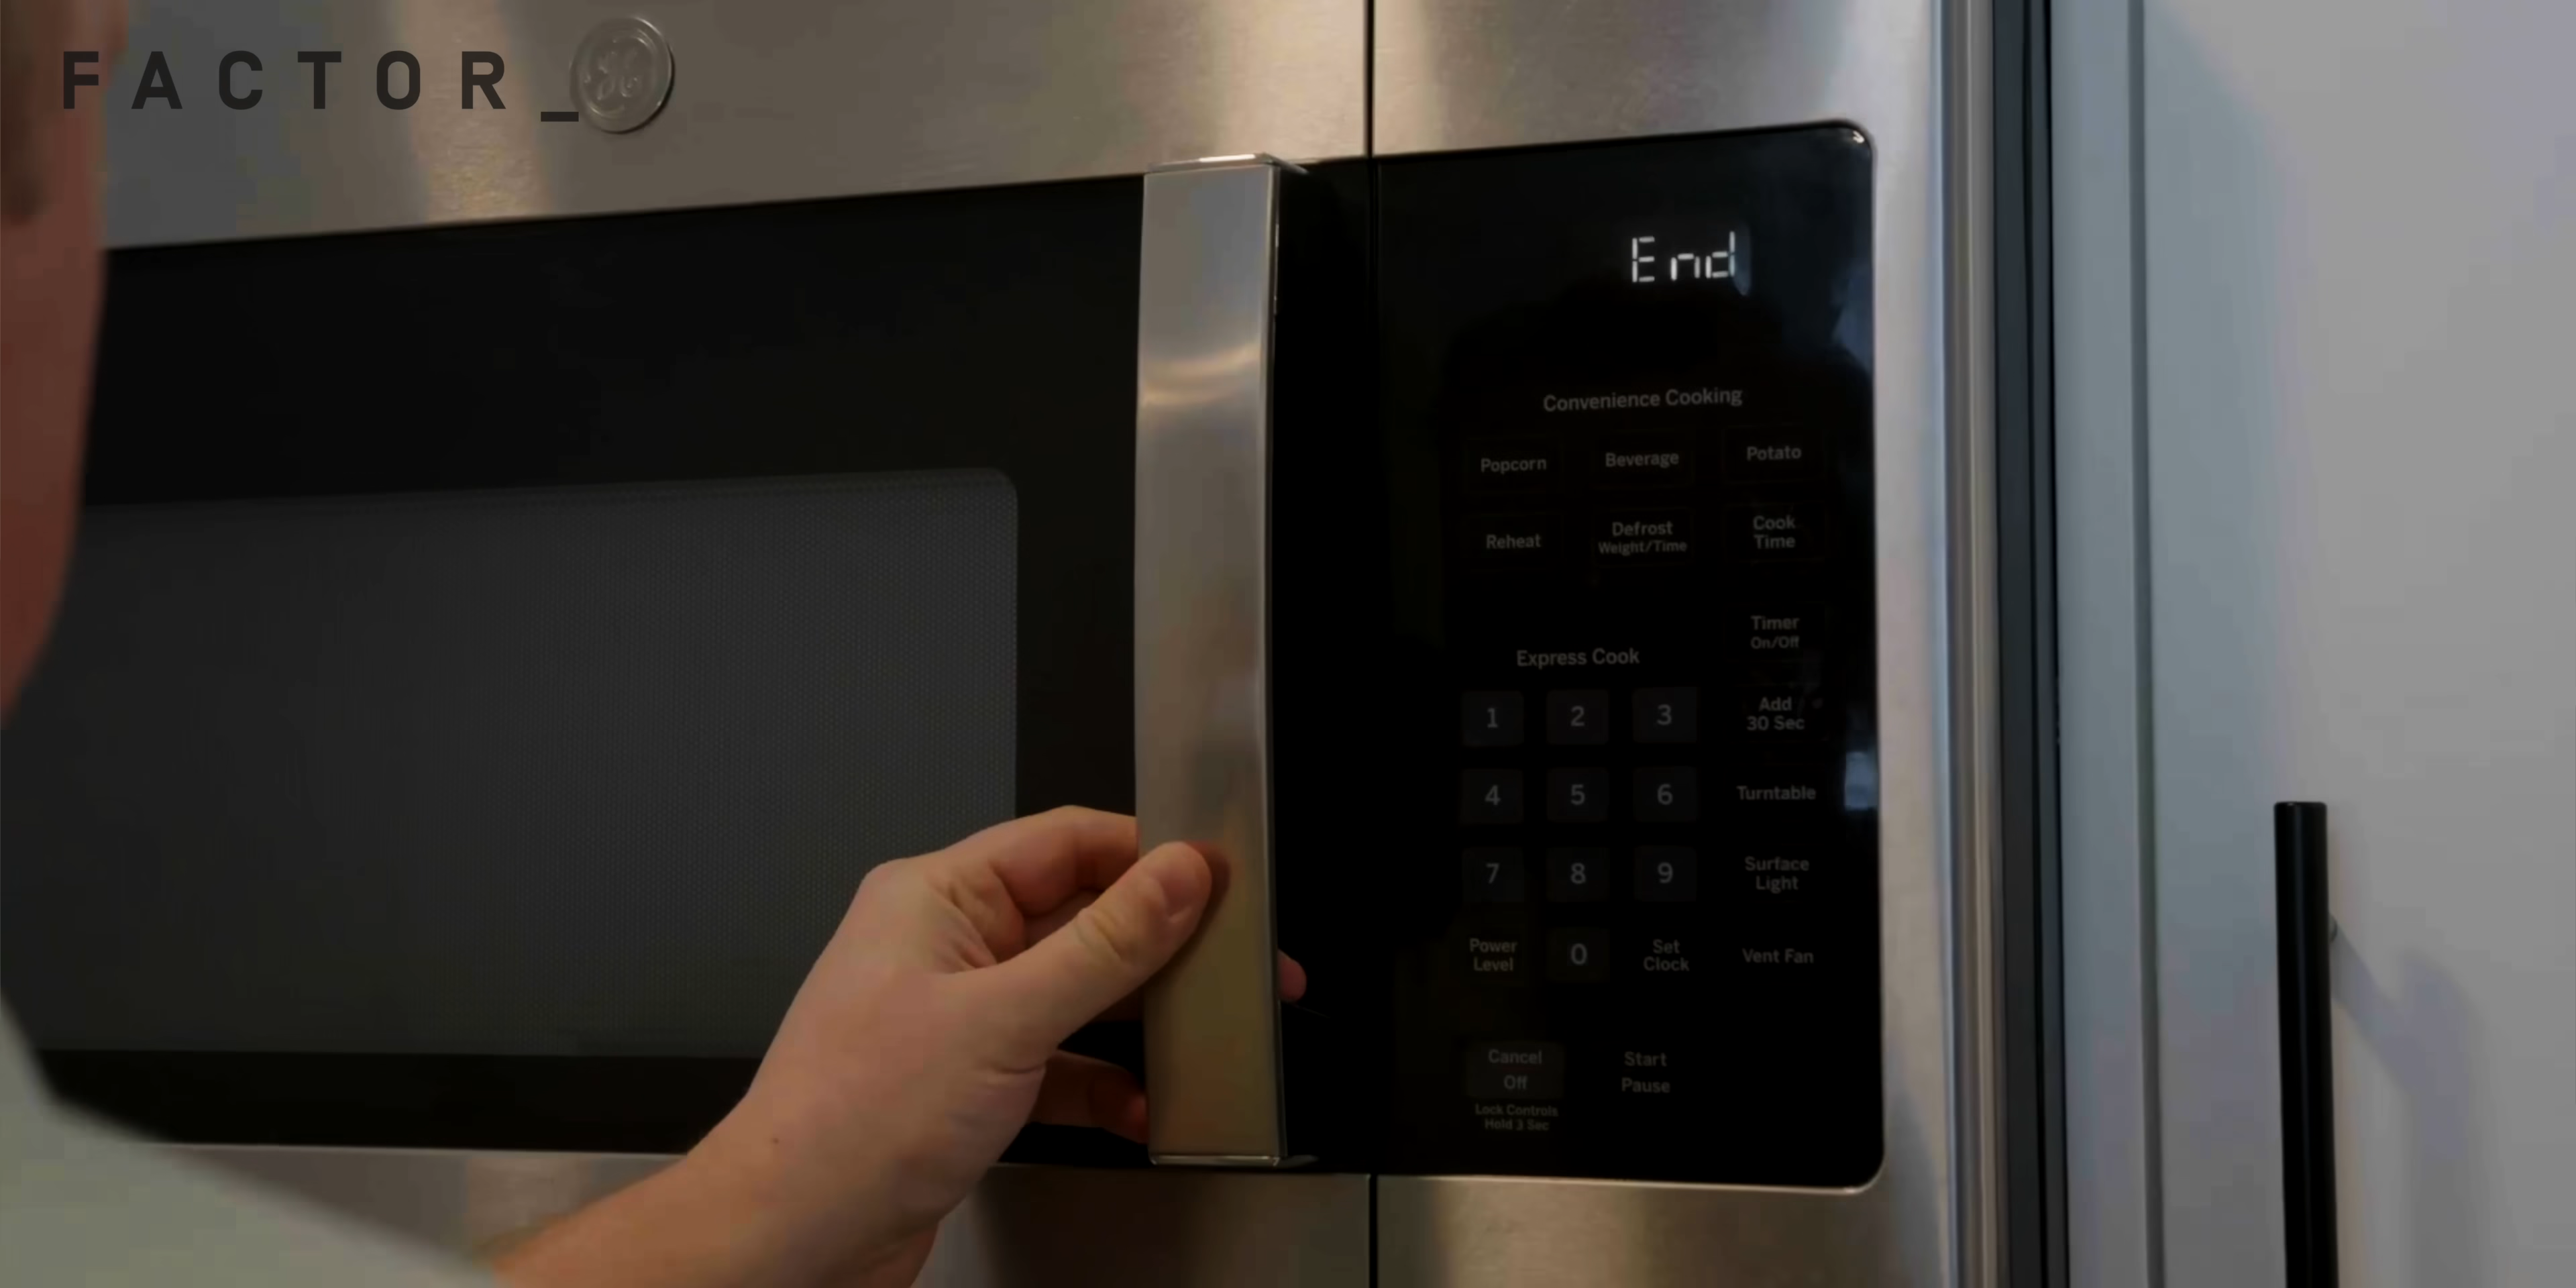 FACTOR_
GE
End
Convenience Cooking
Popcorn Beverage Potato
Reheat Defrost Weight/Time Cook Time
Timer On/Off
Express Cook
1 2 3 Add 30 Sec
4 5 6 Turntable
7 8 9 Surface Light
Power Level 0 Set Clock Vent Fan
Cancel Off Start Pause
Lock Controls
Hold 3 Sec